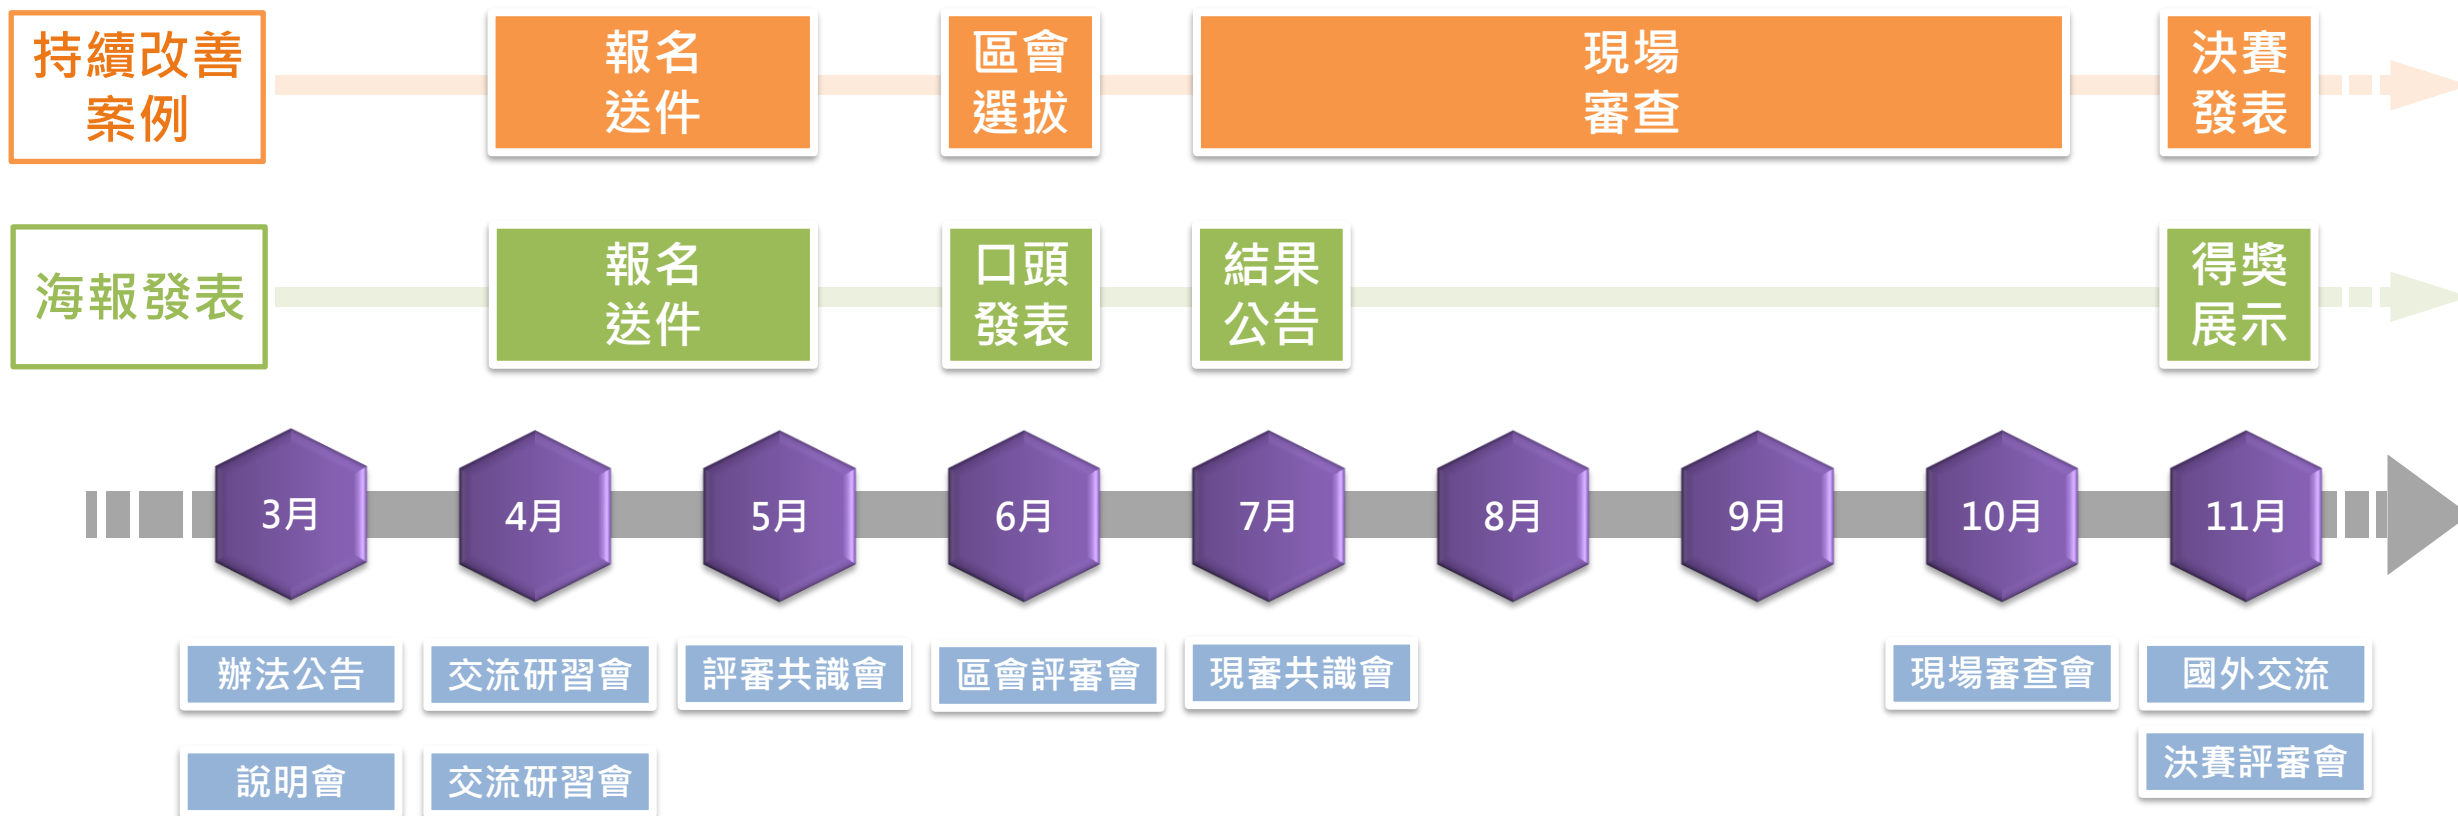 持續改善
案例
報名
送件
區會
選拔
現場
審查
決賽
發表
海報發表
報名
送件
口頭
發表
結果
公告
得獎
展示
3月
4月
5月
6月
7月
8月
9月
10月
11月
辦法公告
交流研習會
評審共識會
區會評審會
現審共識會
現場審查會
國外交流
說明會
交流研習會
決賽評審會